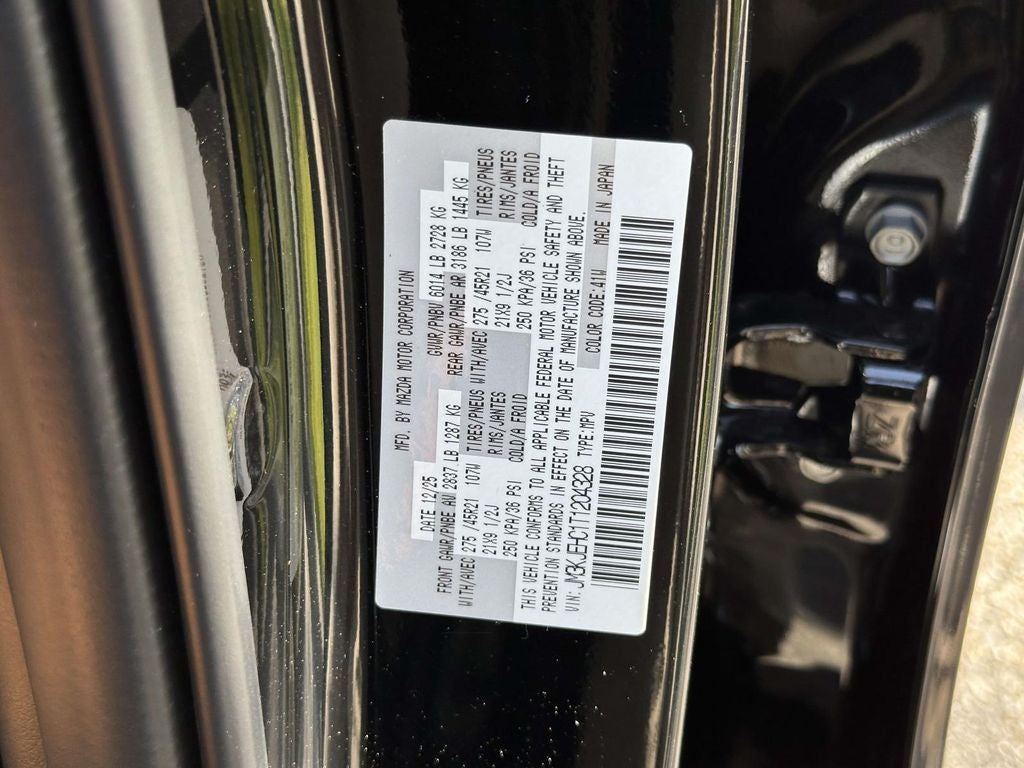 MFD. BY MAZDA MOTOR CORPORATION
DATE 12/25 GVWR/PNBV 6014 LB 2728 KG
FRONT GAWR/PNBE AV 2837 LB 1287 KG REAR GAWR/PNBE AR 3186 LB 1445 KG
WITH/AVEC 275 /45R21 107W TIRES/PNEUS WITH/AVEC 275 /45R21 107W TIRES/PNEUS
21X9 1/2J RIMS/JANTES 21X9 1/2J RIMS/JANTES
250 KPA/36 PSI COLD/A FROID 250 KPA/36 PSI COLD/A FROID
THIS VEHICLE CONFORMS TO ALL APPLICABLE FEDERAL MOTOR VEHICLE SAFETY AND THEFT
PREVENTION STANDARDS IN EFFECT ON THE DATE OF MANUFACTURE SHOWN ABOVE.
VIN: JM3KJEHC1T1204328 TYPE:MPV COLOR CODE:41W MADE IN JAPAN